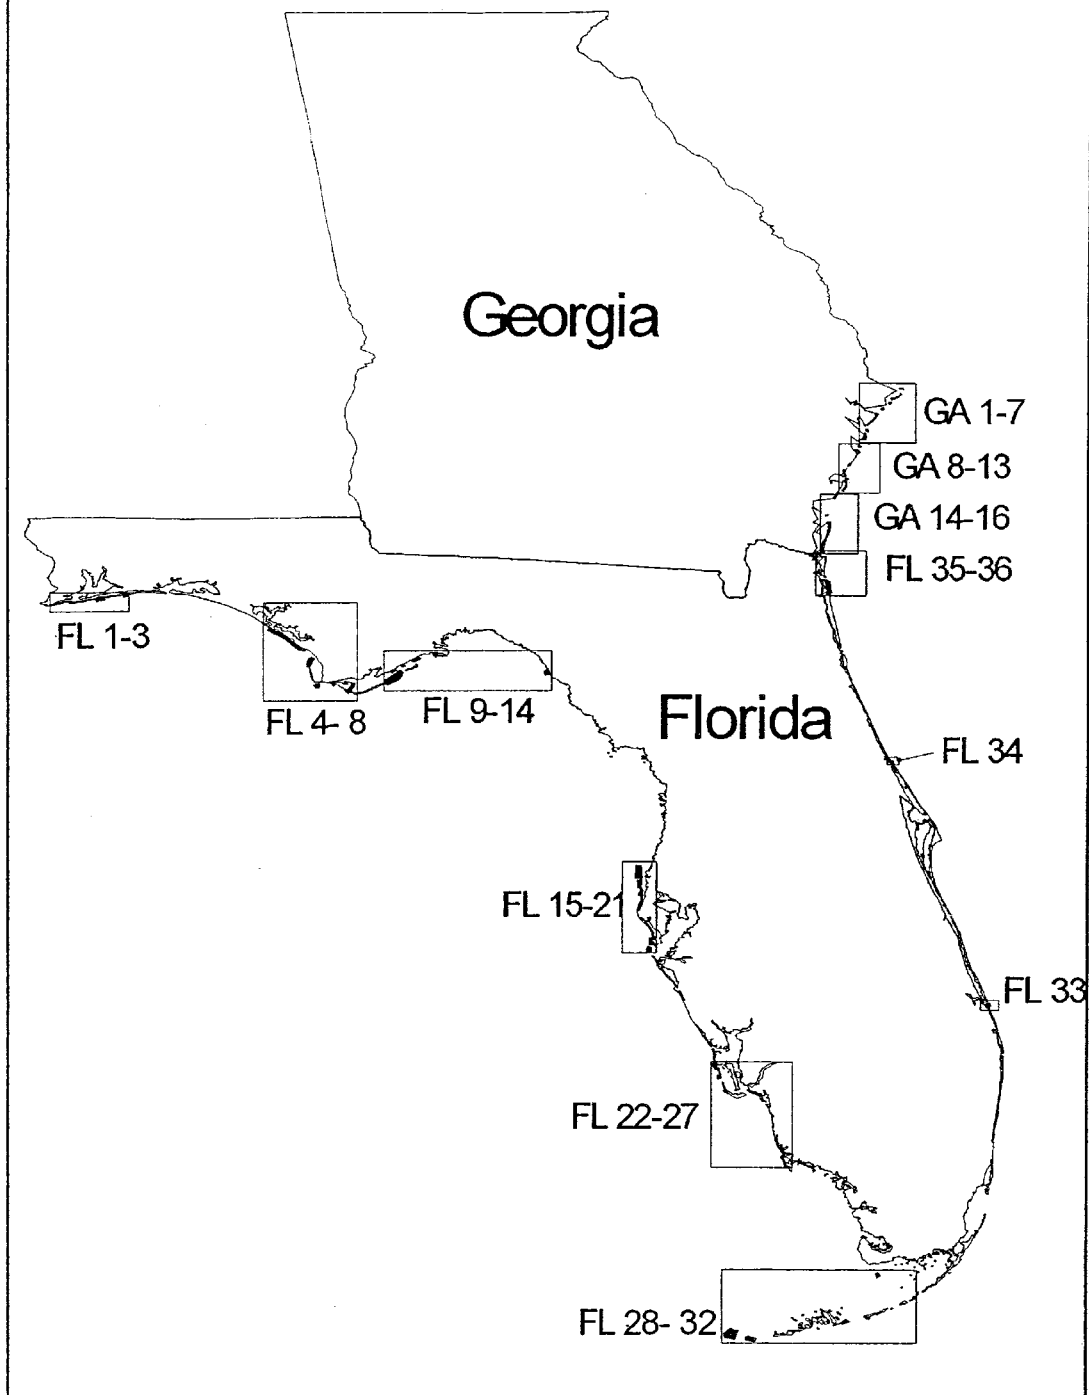 Georgia
GA 1-7
GA 8-13
GA 14-16
FL 35-36
FL 1-3
FL 4- 8
FL 9-14
Florida
FL 34
FL 15-21
FL 33
FL 22-27
FL 28- 32